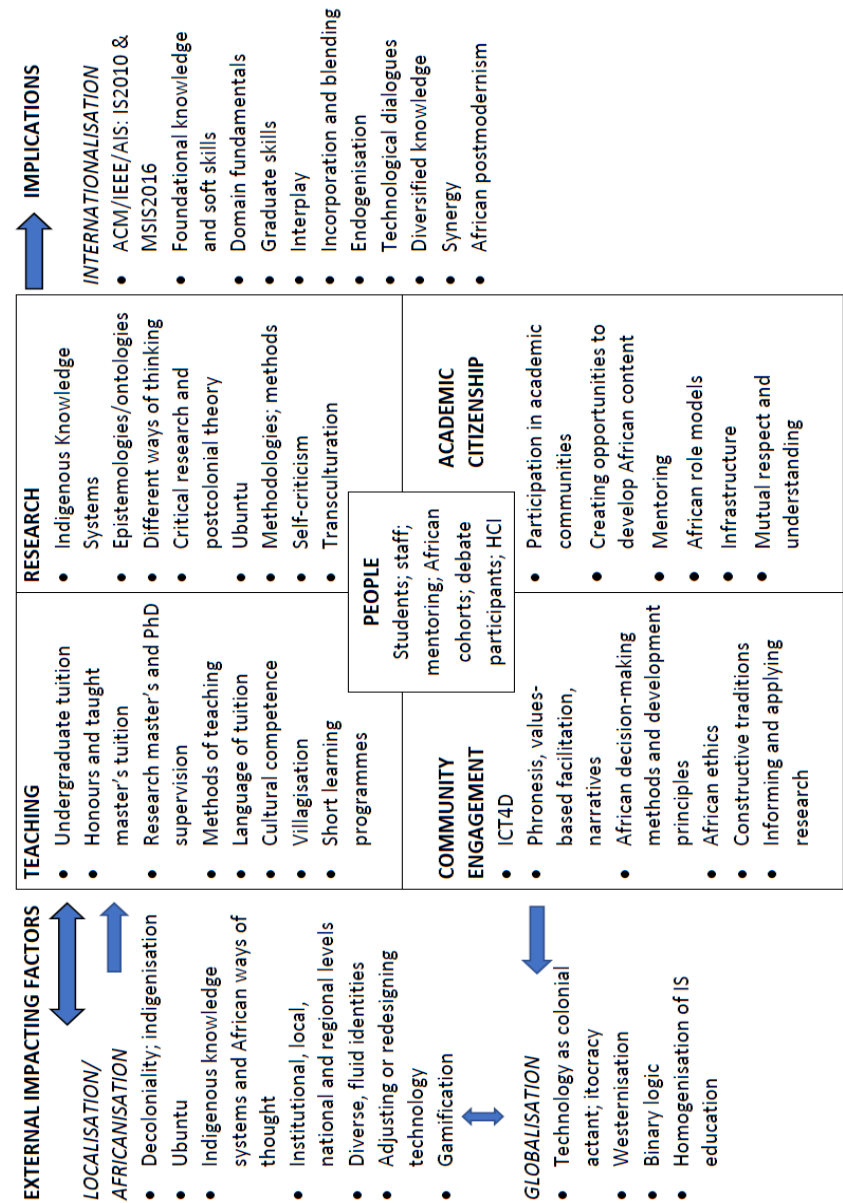 EXTERNAL IMPACTING FACTORS
LOCALISATION/
AFRICANISATION
• Decoloniality; indigenisation
• Ubuntu
• Indigenous knowledge
systems and African ways of
thought
• Institutional, local,
national and regional levels
• Diverse, fluid identities
• Adjusting or redesigning
technology
• Gamification
GLOBALISATION
• Technology as colonial
actant; itocracy
• Westernisation
• Binary logic
• Homogenisation of IS
education
TEACHING
• Undergraduate tuition
• Honours and taught
master's tuition
• Research master's and PhD
supervision
• Methods of teaching
• Language of tuition
• Cultural competence
• Villagisation
• Short learning
programmes
RESEARCH
• Indigenous Knowledge
Systems
• Epistemologies/ontologies
• Different ways of thinking
• Critical research and
postcolonial theory
• Ubuntu
• Methodologies; methods
• Self-criticism
• Transculturation
PEOPLE
Students; staff;
mentoring; African
cohorts; debate
participants; HCI
COMMUNITY
ENGAGEMENT
• ICT4D
• Phronesis, values-
based facilitation,
narratives
• African decision-making
methods and development
principles
• African ethics
• Constructive traditions
• Informing and applying
research
ACADEMIC
CITIZENSHIP
• Participation in academic
communities
• Creating opportunities to
develop African content
• Mentoring
• African role models
• Infrastructure
• Mutual respect and
understanding
IMPLICATIONS
INTERNATIONALISATION
• ACM/IEEE/AIS: IS2010 &
MSIS2016
• Foundational knowledge
and soft skills
• Domain fundamentals
• Graduate skills
• Interplay
• Incorporation and blending
• Endogenisation
• Technological dialogues
• Diversified knowledge
• Synergy
• African postmodernism